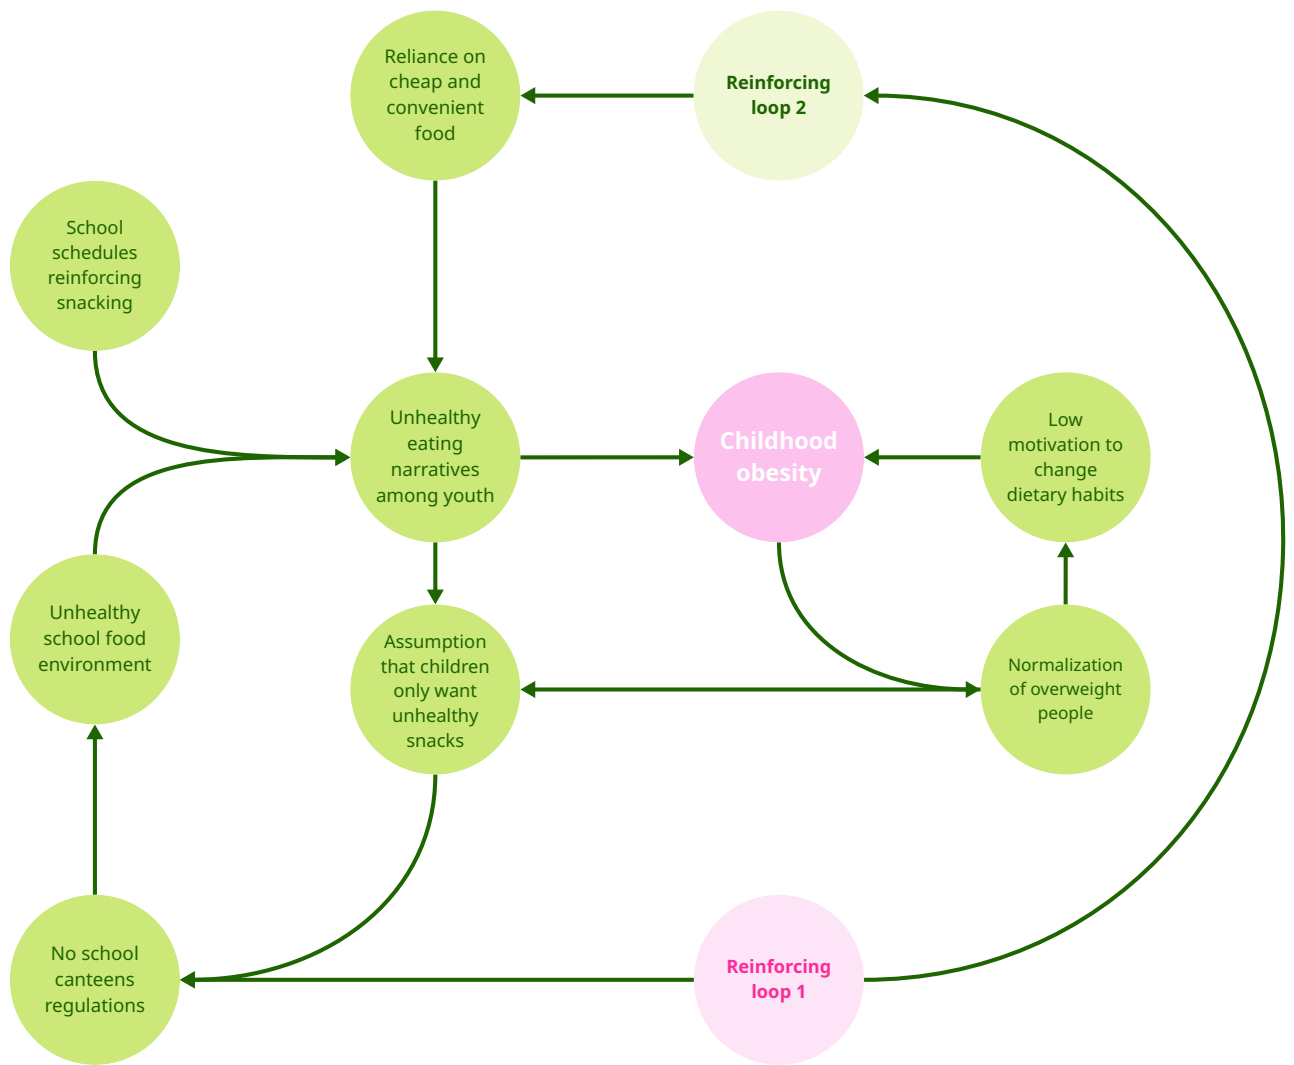 Reliance on
cheap and
convenient
food
Reinforcing
loop 2
School
schedules
reinforcing
snacking
Unhealthy
eating
narratives
among youth
Childhood
obesity
Low
motivation to
change
dietary habits
Unhealthy
school food
environment
Assumption
that children
only want
unhealthy
snacks
Normalization
of overweight
people
No school
canteens
regulations
Reinforcing
loop 1